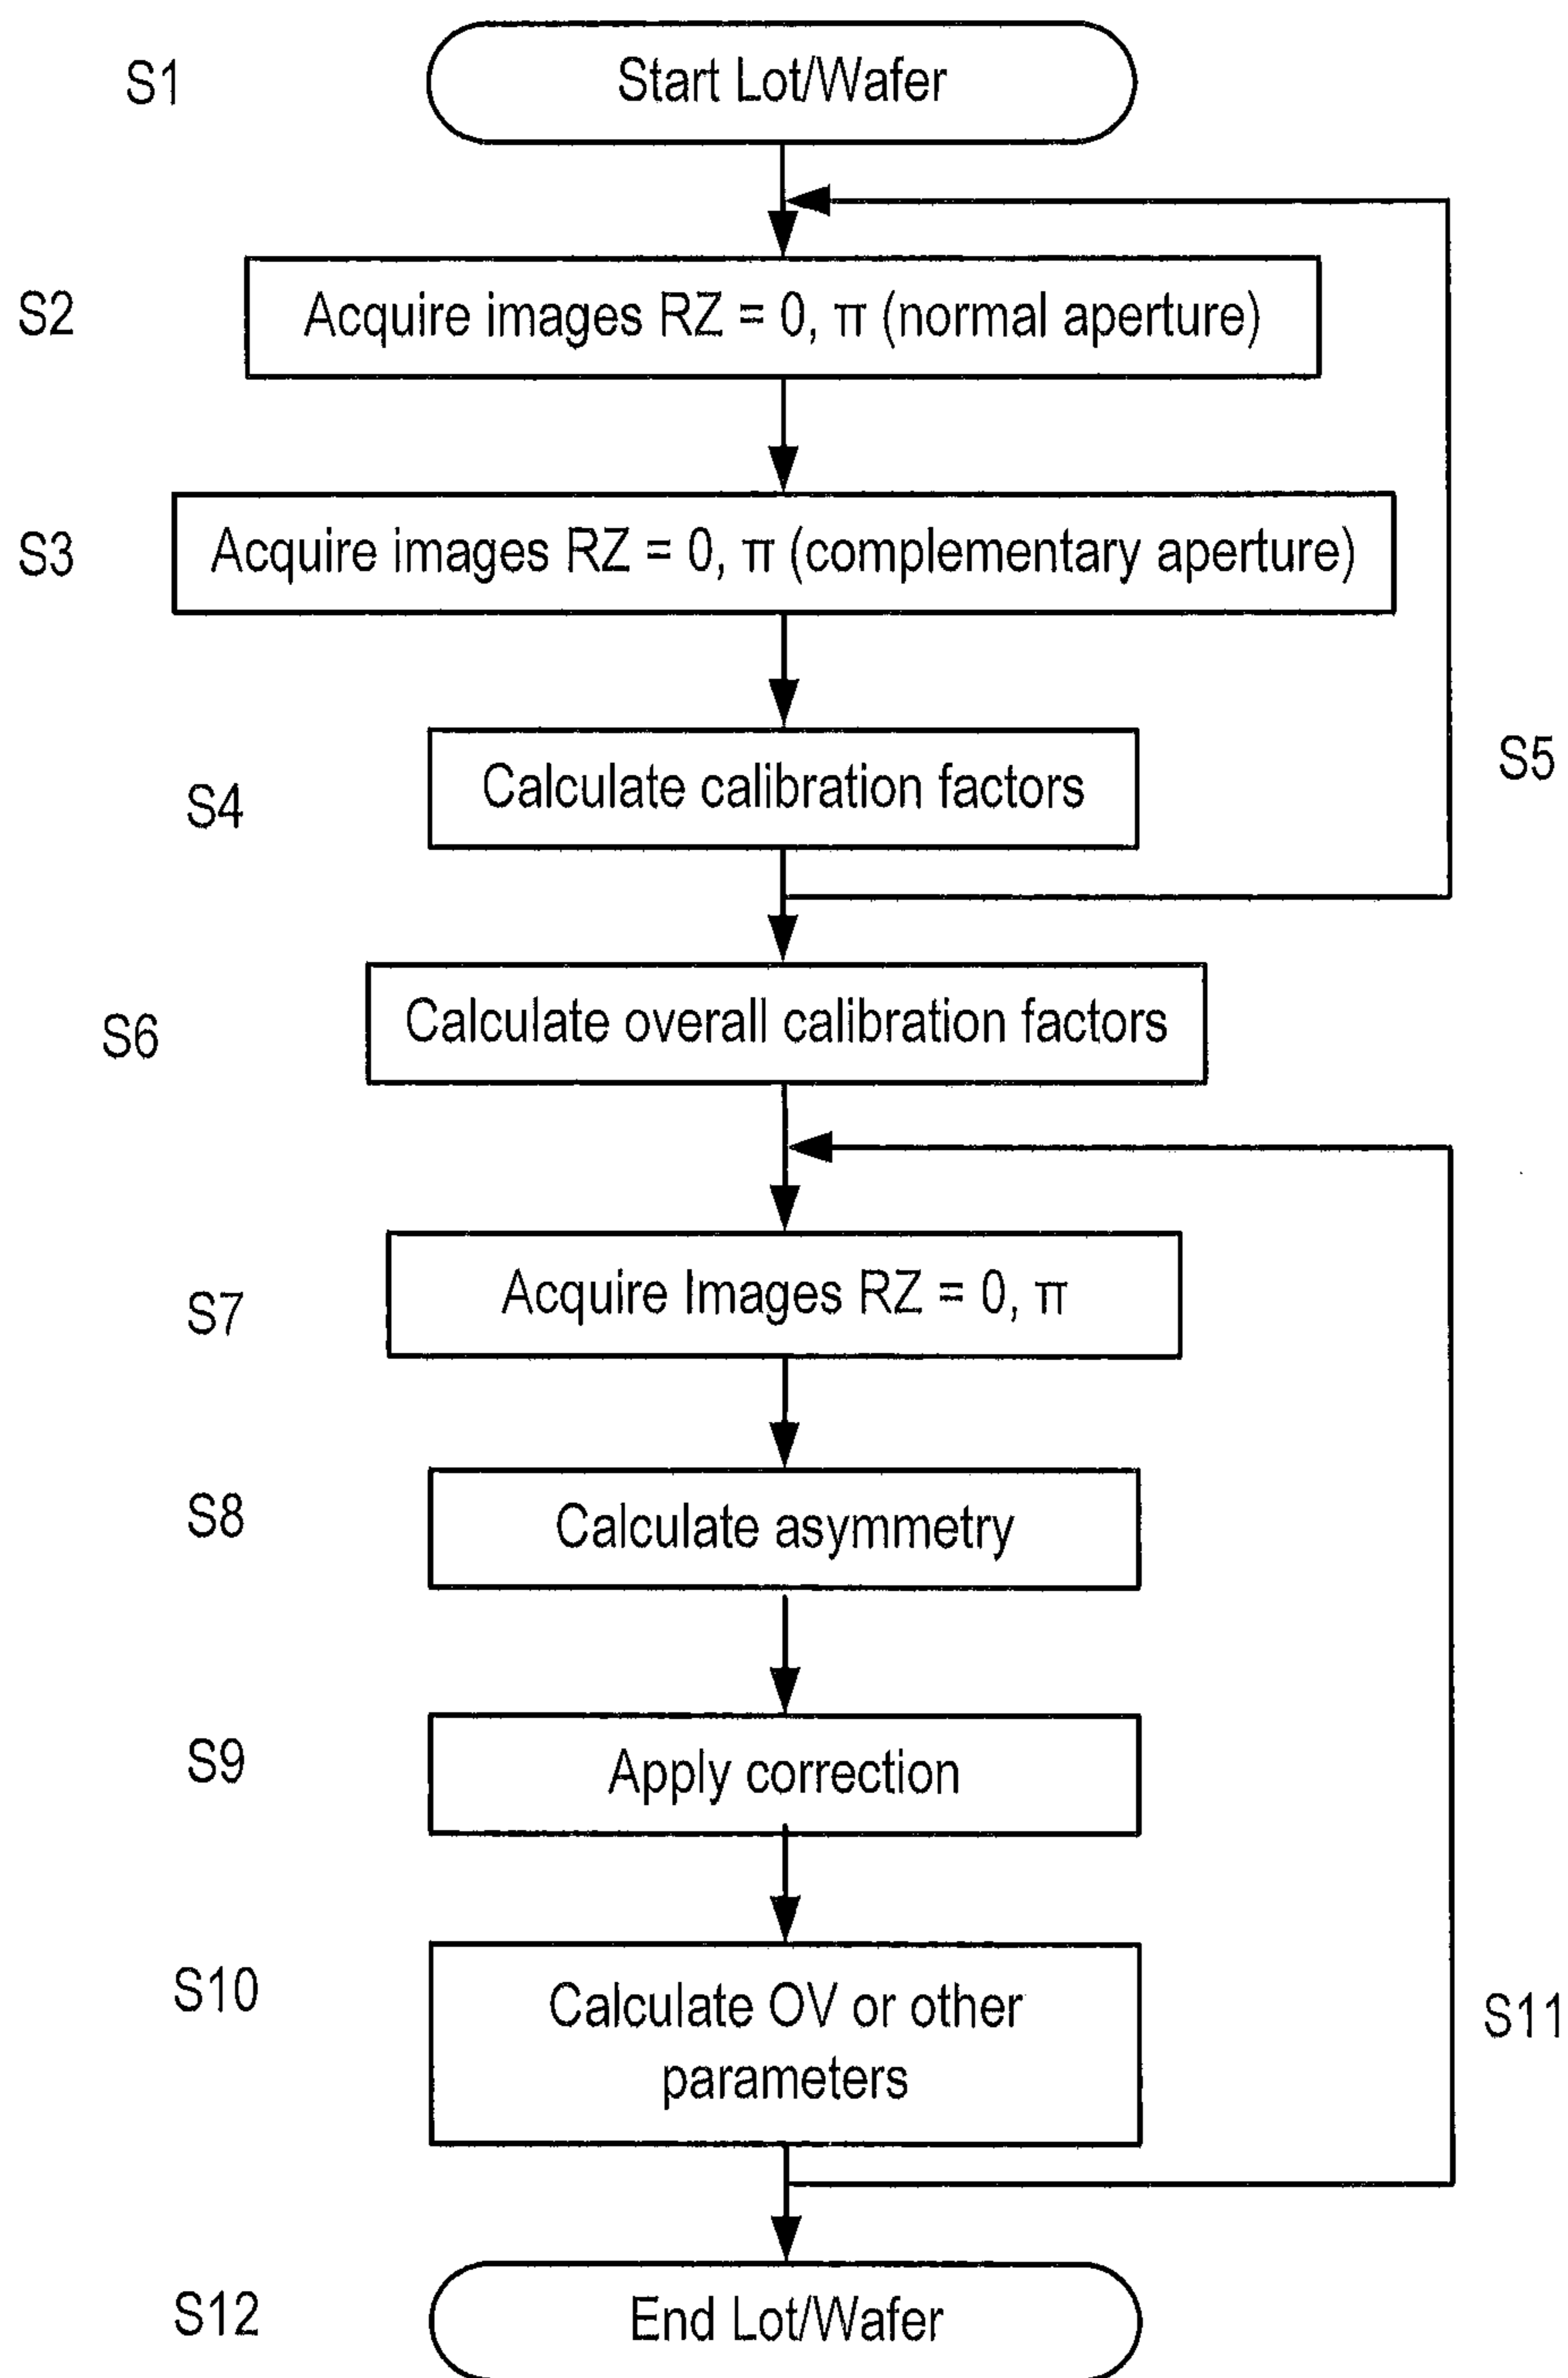 S1
Start Lot/Wafer
S2
Acquire images RZ = 0, π (normal aperture)
S3
Acquire images RZ = 0, π (complementary aperture)
S4
Calculate calibration factors
S5
S6
Calculate overall calibration factors
S7
Acquire Images RZ = 0, π
S8
Calculate asymmetry
S9
Apply correction
S10
Calculate OV or other
parameters
S11
S12
End Lot/Wafer